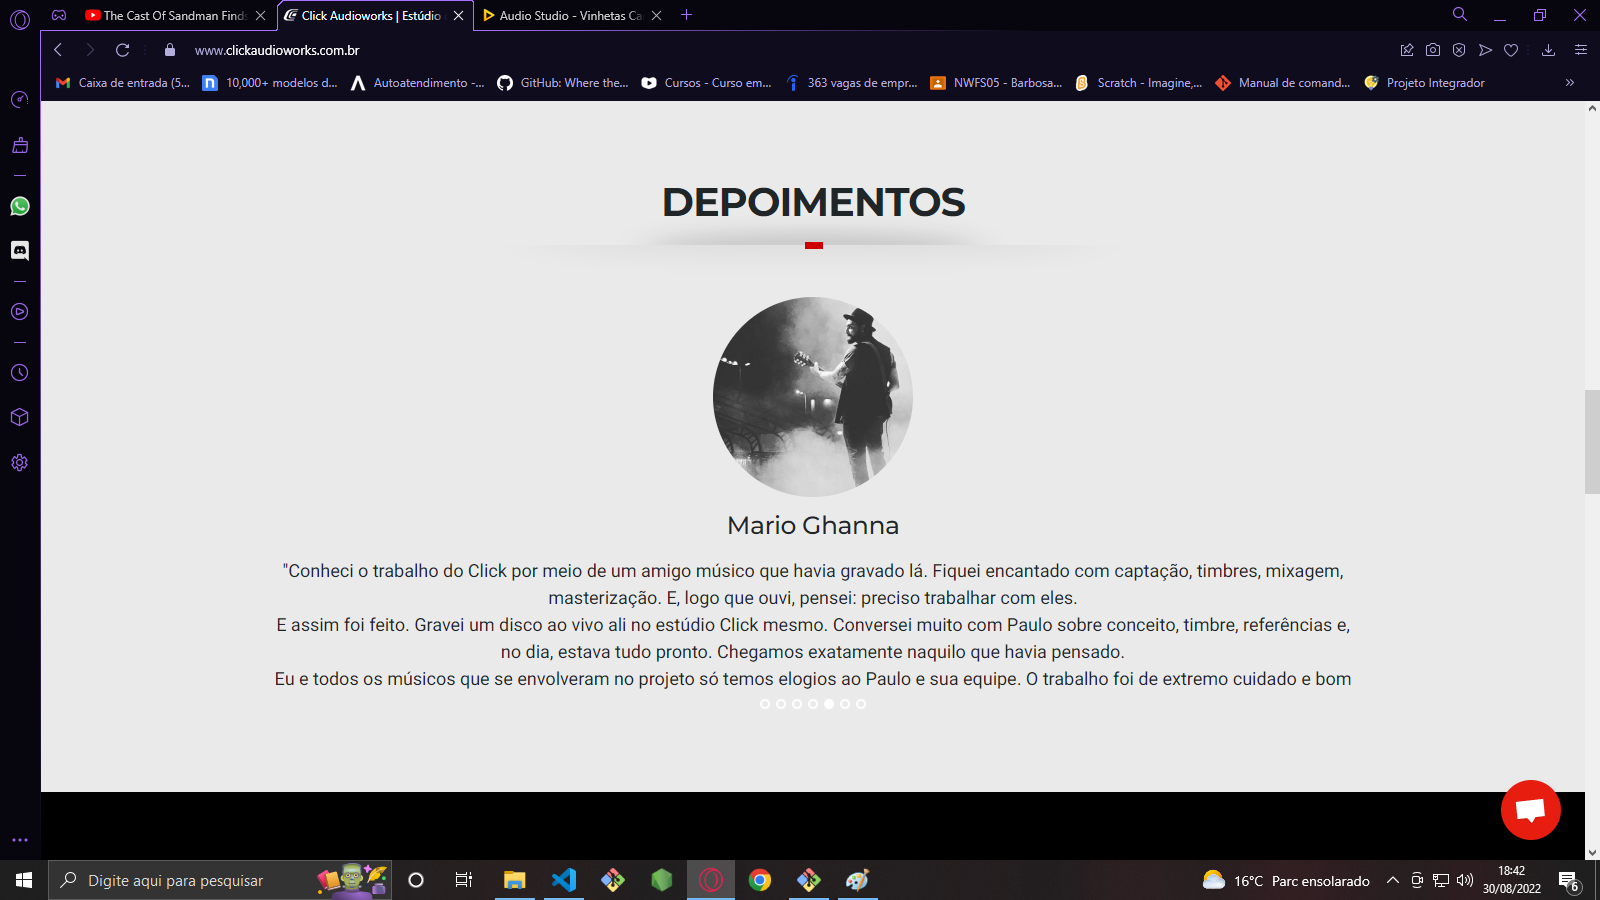 The Cast Of Sandman Finds
Click Audioworks | Estúdio
Audio Studio - Vinhetas Ca
www.clickaudioworks.com.br
Caixa de entrada (5...
10,000+ modelos d...
Autoatendimento -...
GitHub: Where the...
Cursos - Curso em...
363 vagas de empr...
NWFS05 - Barbosa...
Scratch - Imagine,...
Manual de comand...
Projeto Integrador
DEPOIMENTOS
Mario Ghanna
"Conheci o trabalho do Click por meio de um amigo músico que havia gravado lá. Fiquei encantado com captação, timbres, mixagem,
masterização. E, logo que ouvi, pensei: preciso trabalhar com eles.
E assim foi feito. Gravei um disco ao vivo ali no estúdio Click mesmo. Conversei muito com Paulo sobre conceito, timbre, referências e,
no dia, estava tudo pronto. Chegamos exatamente naquilo que havia pensado.
Eu e todos os músicos que se envolveram no projeto só temos elogios ao Paulo e sua equipe. O trabalho foi de extremo cuidado e bom
Digite aqui para pesquisar
16°C Parc ensolarado
18:42
30/08/2022
6